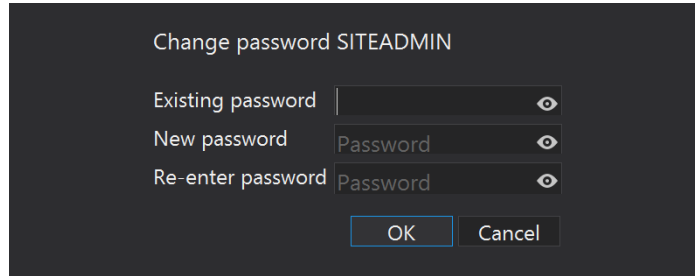 Change password SITEADMIN
Existing password
New password Password
Re-enter password Password
OK Cancel